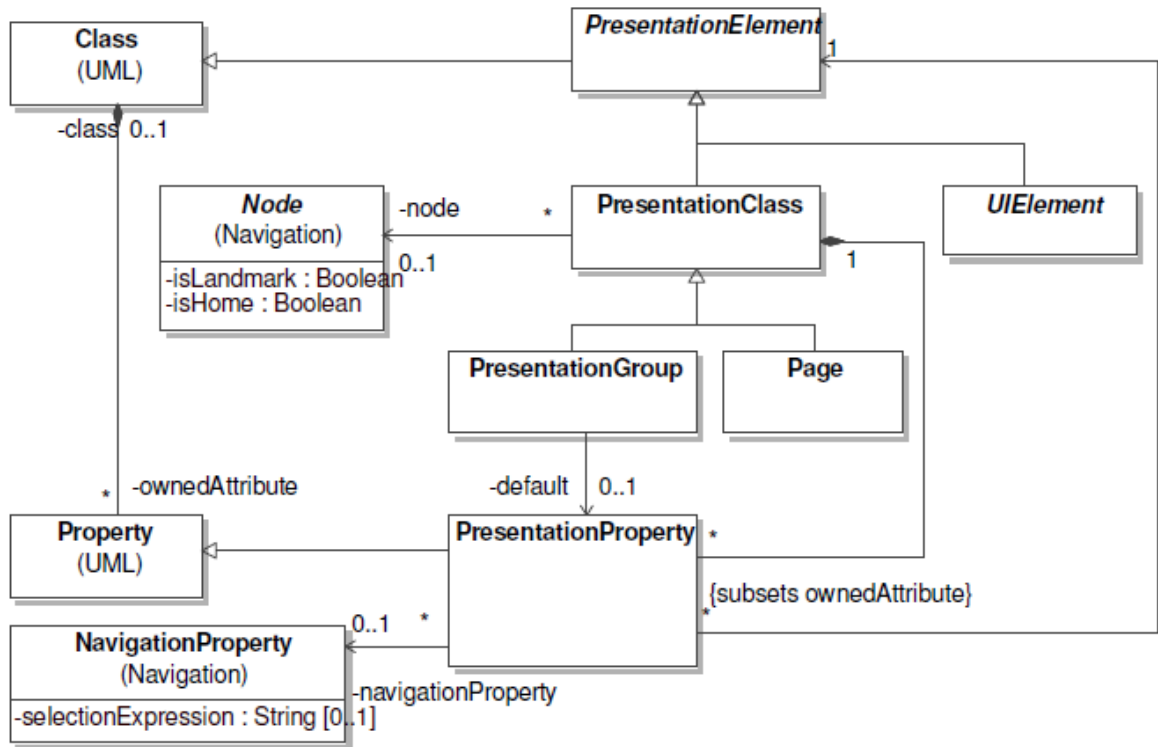 Class
(UML)
PresentationElement
1
-class 0..1
Node
(Navigation)
-isLandmark : Boolean
-isHome : Boolean
-node
*
0..1
PresentationClass
1
UIElement
PresentationGroup
Page
-default 0..1
* -ownedAttribute
Property
(UML)
PresentationProperty
*
{subsets ownedAttribute}
*
0..1 *
NavigationProperty
(Navigation)
-selectionExpression : String [0..1]
-navigationProperty